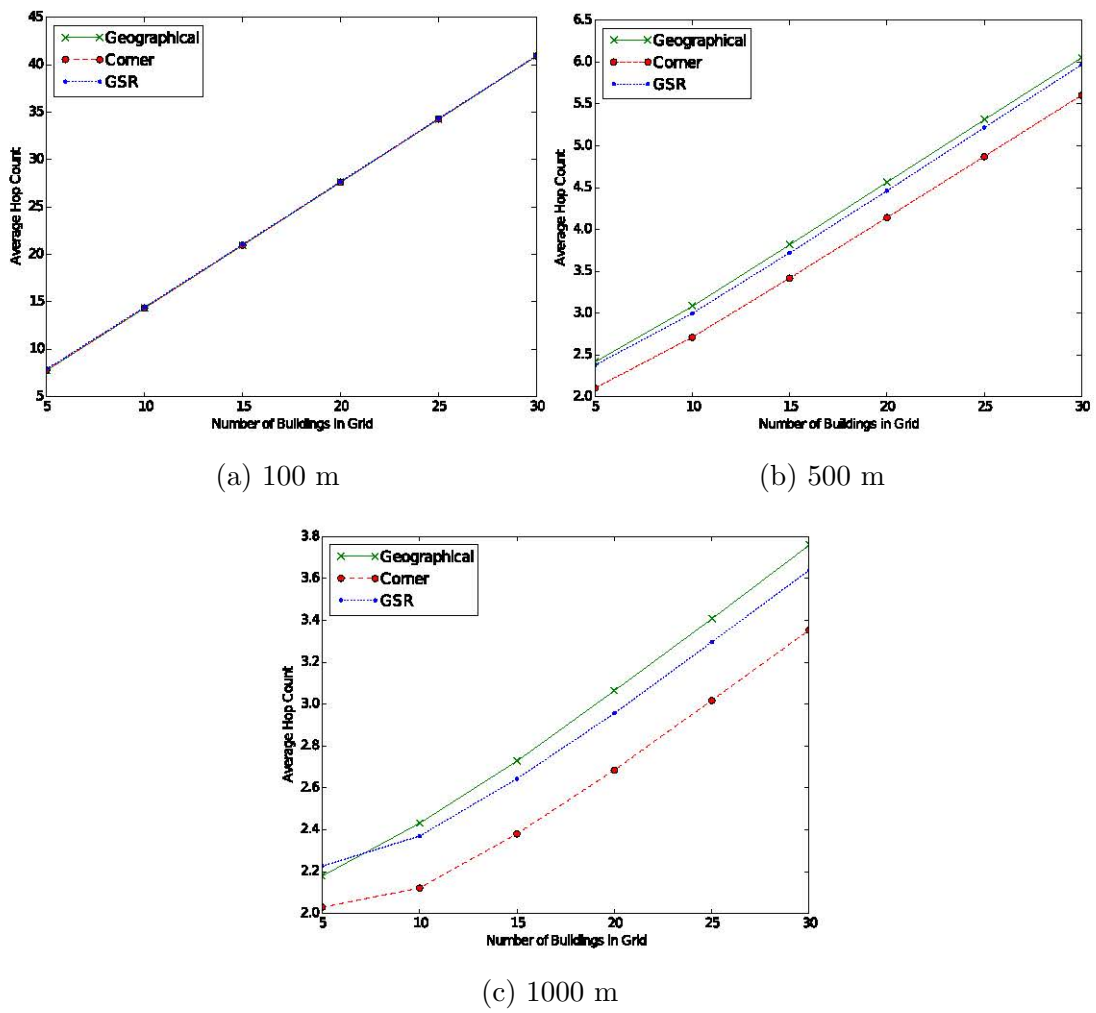 45
40
35
30
25
20
15
10
5
5 10 15 20 25 30
Average Hop Count
Number of Buildings in Grid
Geographical
Corner
GSR
(a) 100 m
6.5
6.0
5.5
5.0
4.5
4.0
3.5
3.0
2.5
2.0
5 10 15 20 25 30
Average Hop Count
Number of Buildings in Grid
Geographical
Corner
GSR
(b) 500 m
3.8
3.6
3.4
3.2
3.0
2.8
2.6
2.4
2.2
2.0
5 10 15 20 25 30
Average Hop Count
Number of Buildings in Grid
Geographical
Corner
GSR
(c) 1000 m